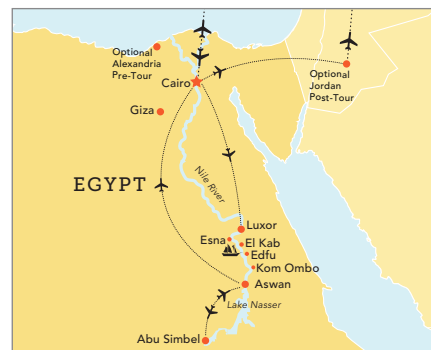 Optional
Alexandria
Pre-Tour
Cairo
Optional
Jordan
Post-Tour
Giza
Nile River
EGYPT
Luxor
Esna
El Kab
Edfu
Kom Ombo
Aswan
Lake Nasser
Abu Simbel